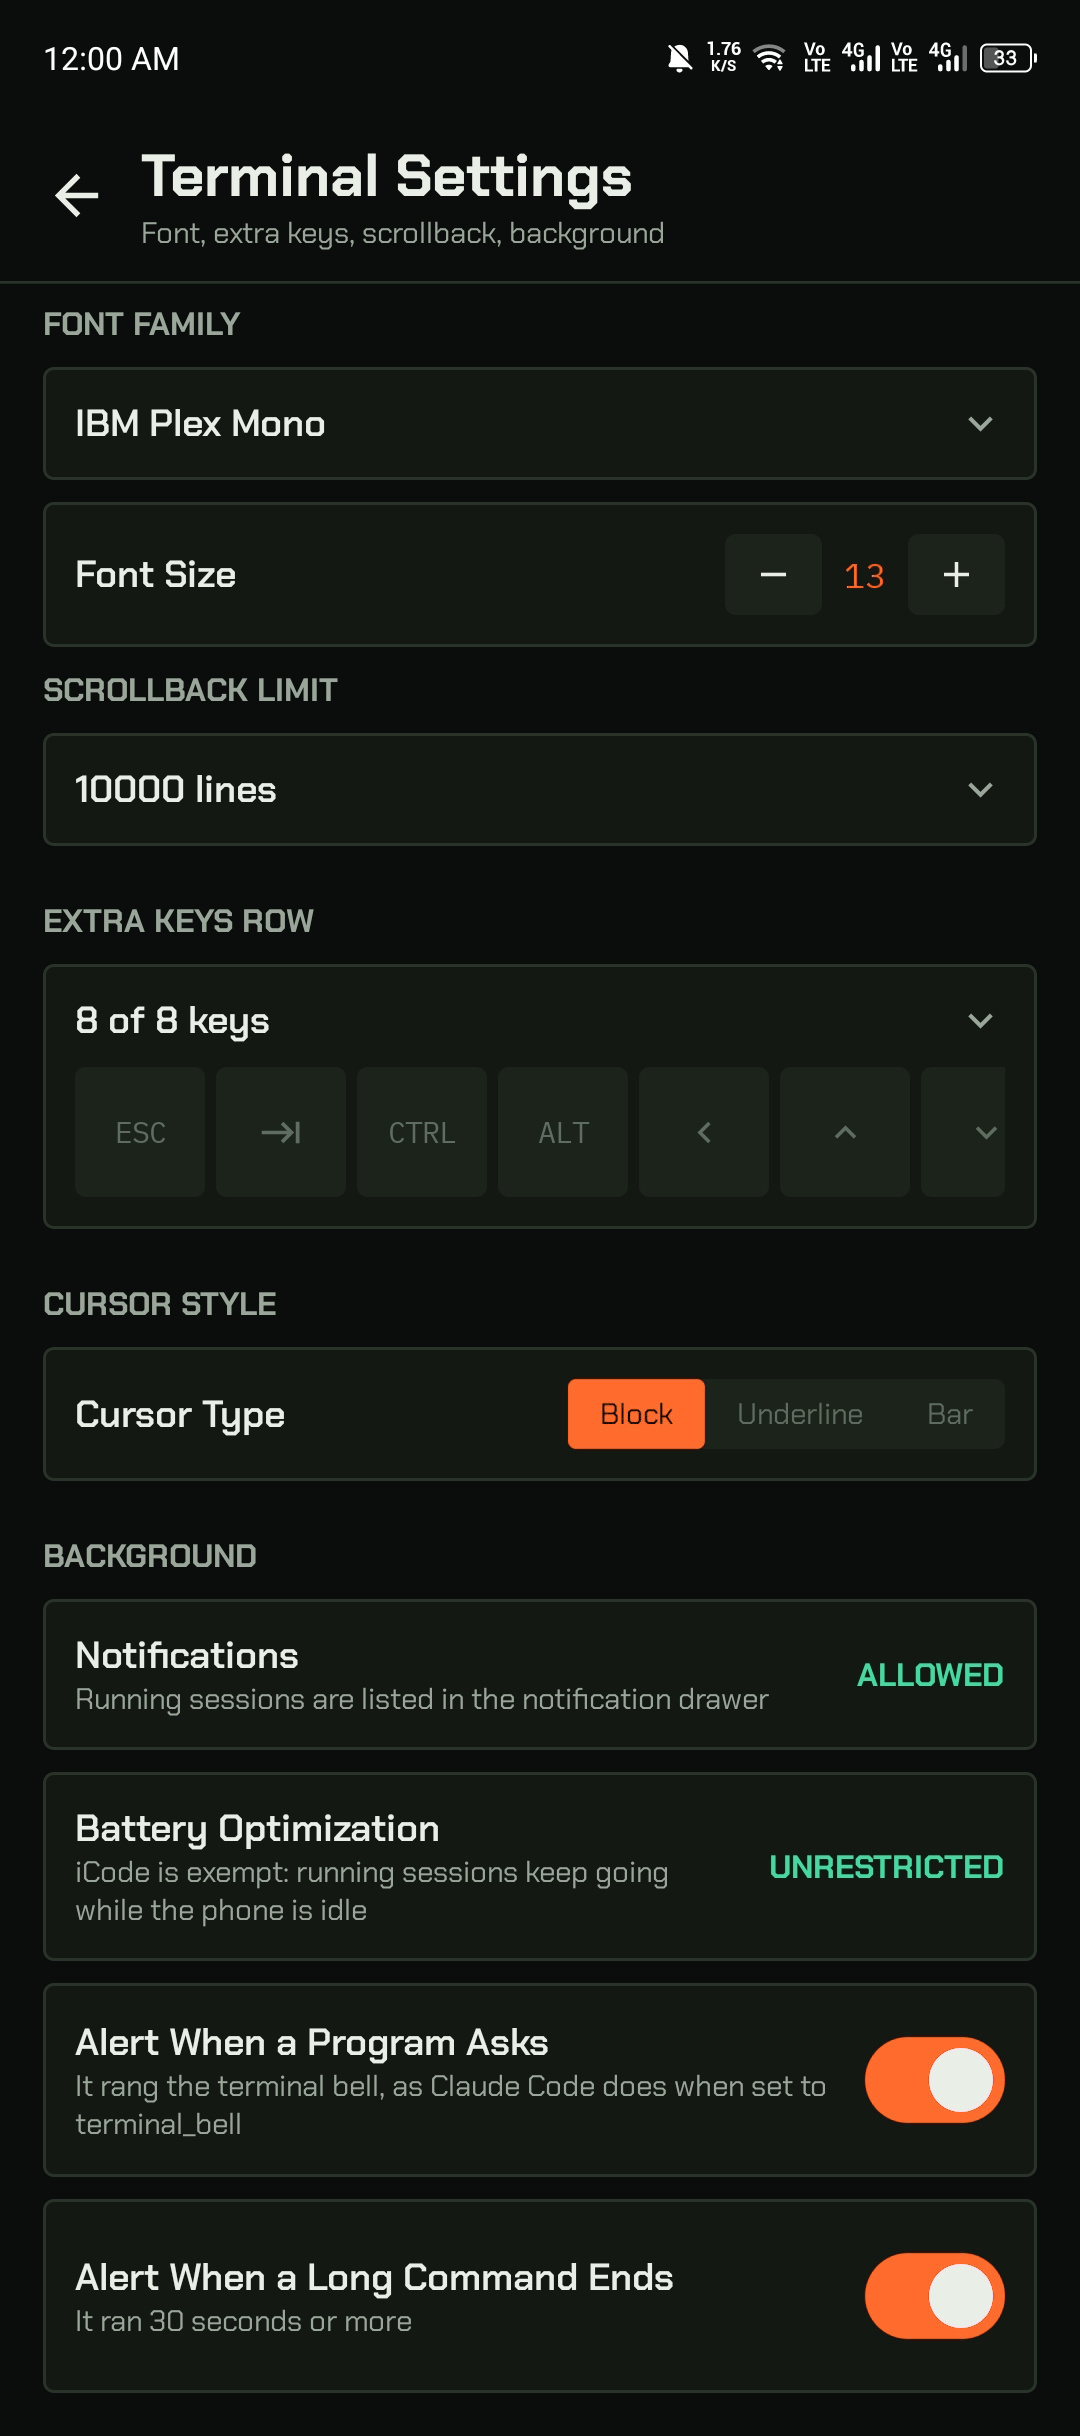 12:00 AM
1.76 K/S
Vo LTE 4G Vo LTE 4G 33
Terminal Settings
Font, extra keys, scrollback, background
FONT FAMILY
IBM Plex Mono
Font Size
13
SCROLLBACK LIMIT
10000 lines
EXTRA KEYS ROW
8 of 8 keys
ESC CTRL ALT
CURSOR STYLE
Cursor Type
Block Underline Bar
BACKGROUND
Notifications
Running sessions are listed in the notification drawer
ALLOWED
Battery Optimization
iCode is exempt: running sessions keep going
while the phone is idle
UNRESTRICTED
Alert When a Program Asks
It rang the terminal bell, as Claude Code does when set to
terminal_bell
Alert When a Long Command Ends
It ran 30 seconds or more